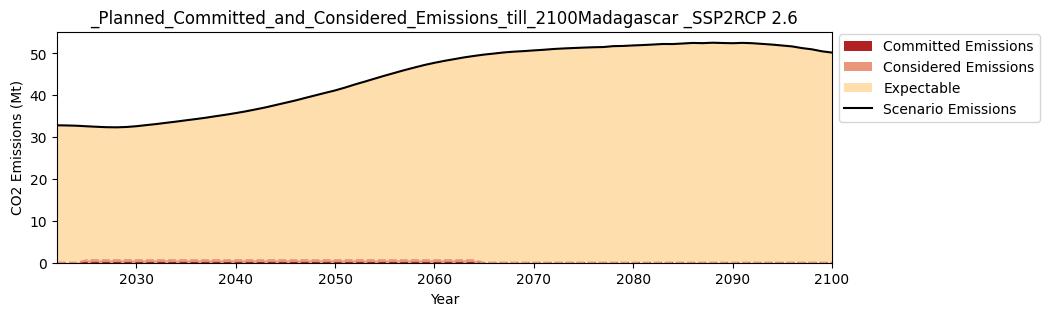 _Planned_Committed_and_Considered_Emissions_till_2100Madagascar _SSP2RCP 2.6
Committed Emissions
Considered Emissions
Expectable
Scenario Emissions
CO2 Emissions (Mt)
50
40
30
20
10
0
2030 2040 2050 2060 2070 2080 2090 2100
Year